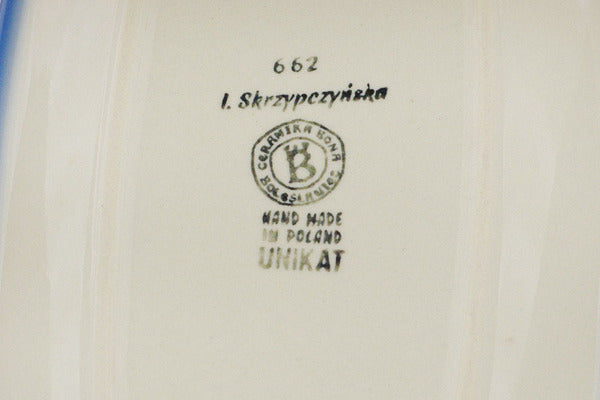 662
I. Skrzypczyńska
CERAMIKA BONA
B
BOLESŁAWIEC
HAND MADE
IN POLAND
UNIKAT